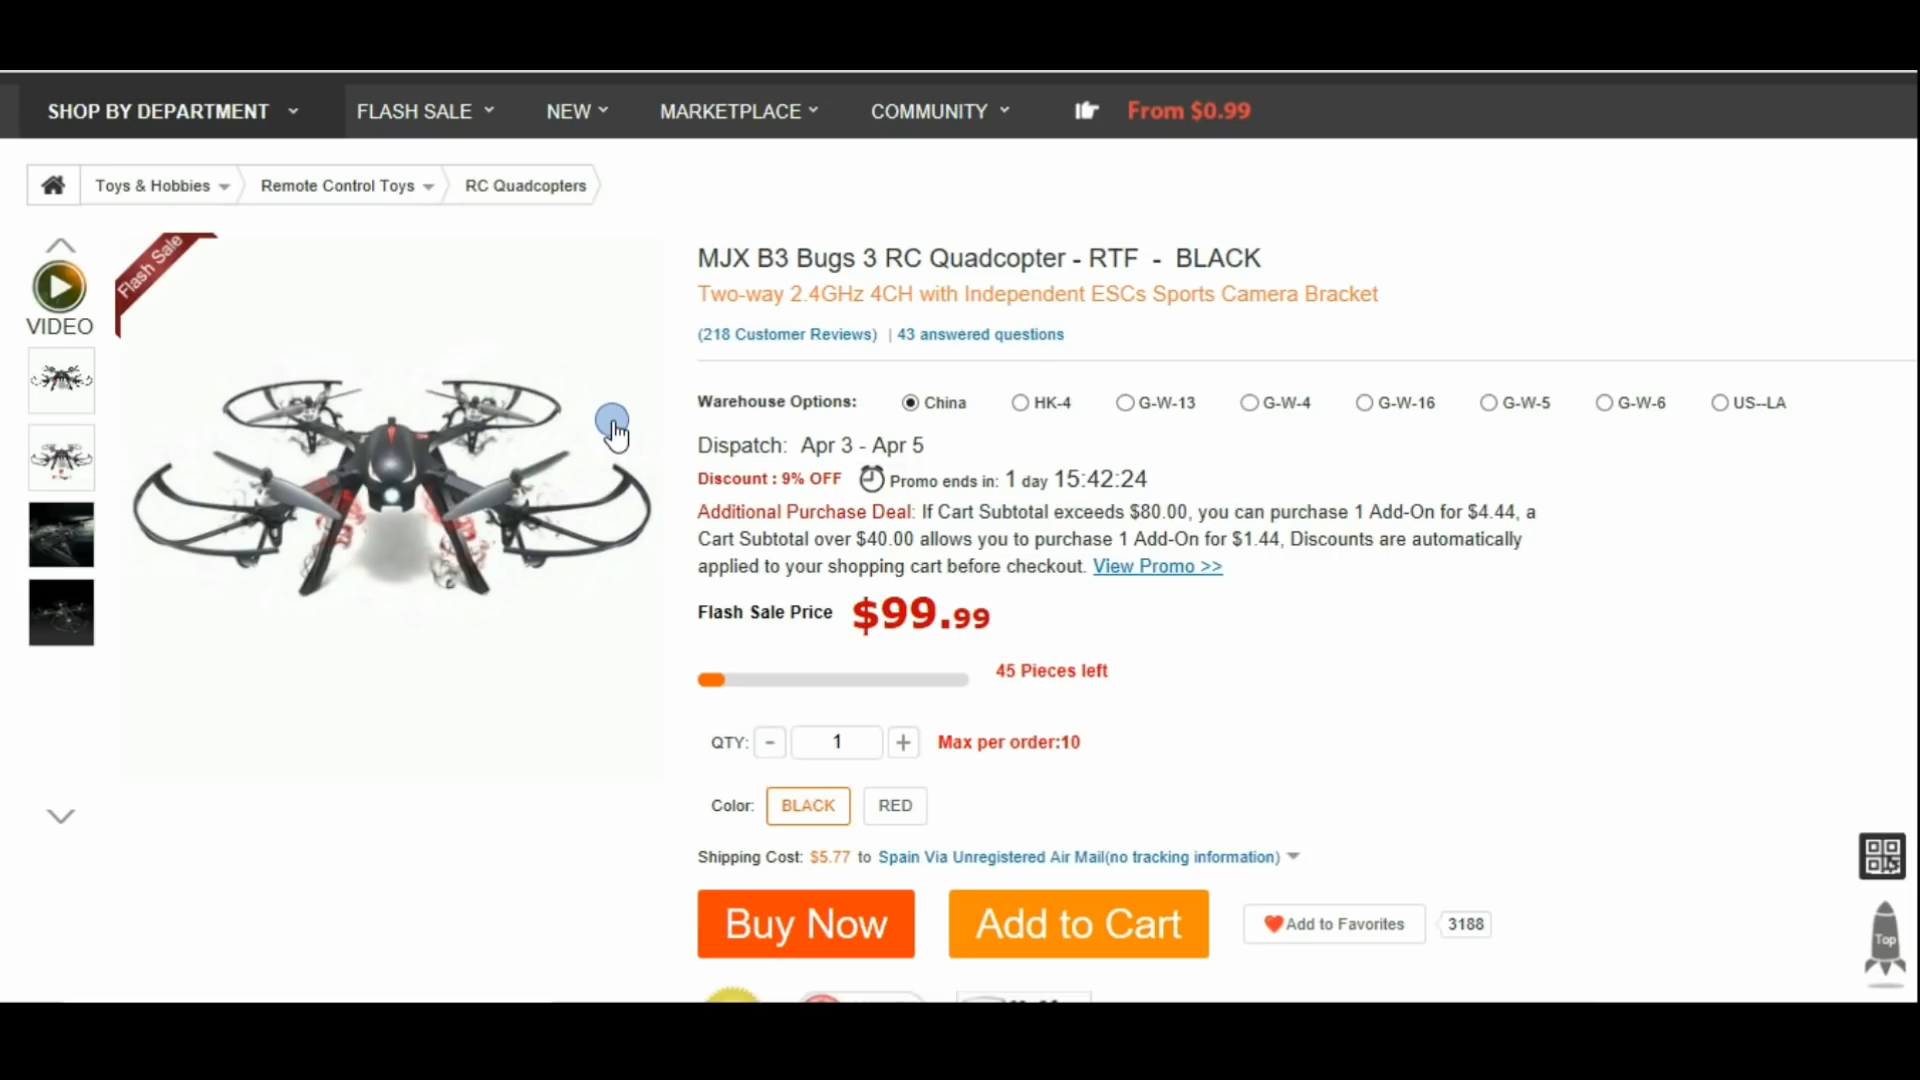 SHOP BY DEPARTMENT
FLASH SALE
NEW
MARKETPLACE
COMMUNITY
From $0.99
Toys & Hobbies
Remote Control Toys
RC Quadcopters
VIDEO
Flash Sale
MJX B3 Bugs 3 RC Quadcopter - RTF - BLACK
Two-way 2.4GHz 4CH with Independent ESCs Sports Camera Bracket
(218 Customer Reviews) | 43 answered questions
Warehouse Options: China HK-4 G-W-13 G-W-4 G-W-16 G-W-5 G-W-6 US--LA
Dispatch: Apr 3 - Apr 5
Discount : 9% OFF Promo ends in: 1 day 15:42:24
Additional Purchase Deal: If Cart Subtotal exceeds $80.00, you can purchase 1 Add-On for $4.44, a
Cart Subtotal over $40.00 allows you to purchase 1 Add-On for $1.44, Discounts are automatically
applied to your shopping cart before checkout. View Promo >>
Flash Sale Price $99.99
45 Pieces left
QTY: - 1 + Max per order:10
Color: BLACK RED
Shipping Cost: $5.77 to Spain Via Unregistered Air Mail(no tracking information)
Buy Now
Add to Cart
Add to Favorites
3188
Top